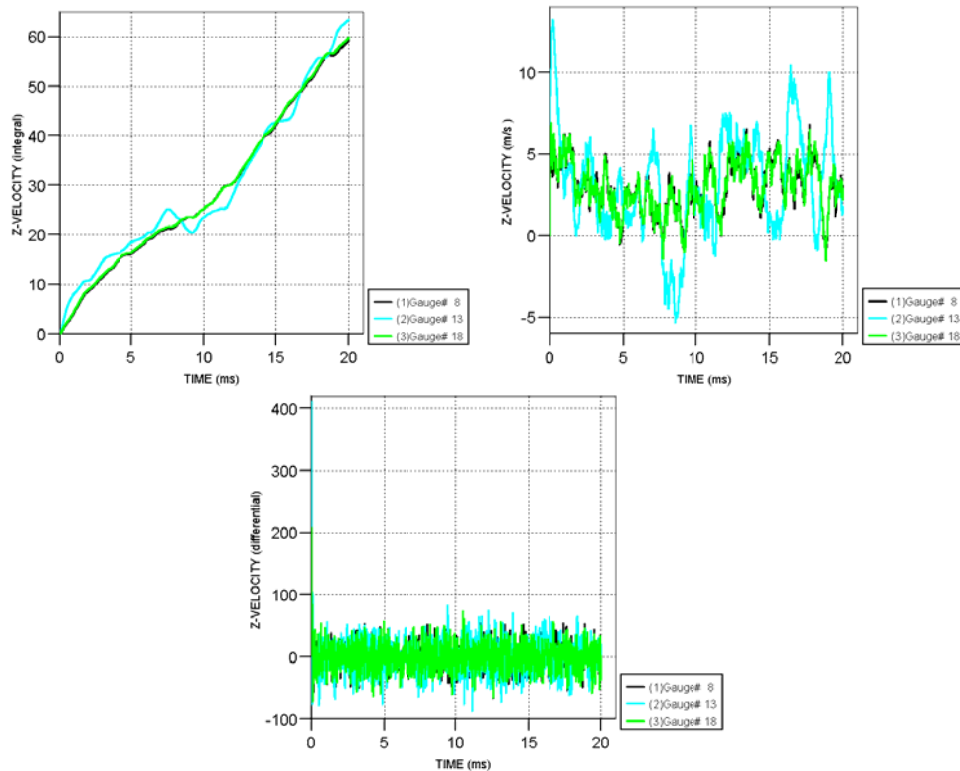 Z-VELOCITY (integral)
60
50
40
30
20
10
0
0 5 10 15 20
TIME (ms)
(1)Gauge# 8
(2)Gauge# 13
(3)Gauge# 18
Z-VELOCITY (m/s)
10
5
0
-5
0 5 10 15 20
TIME (ms)
(1)Gauge# 8
(2)Gauge# 13
(3)Gauge# 18
Z-VELOCITY (differential)
400
300
200
100
0
-100
0 5 10 15 20
TIME (ms)
(1)Gauge# 8
(2)Gauge# 13
(3)Gauge# 18